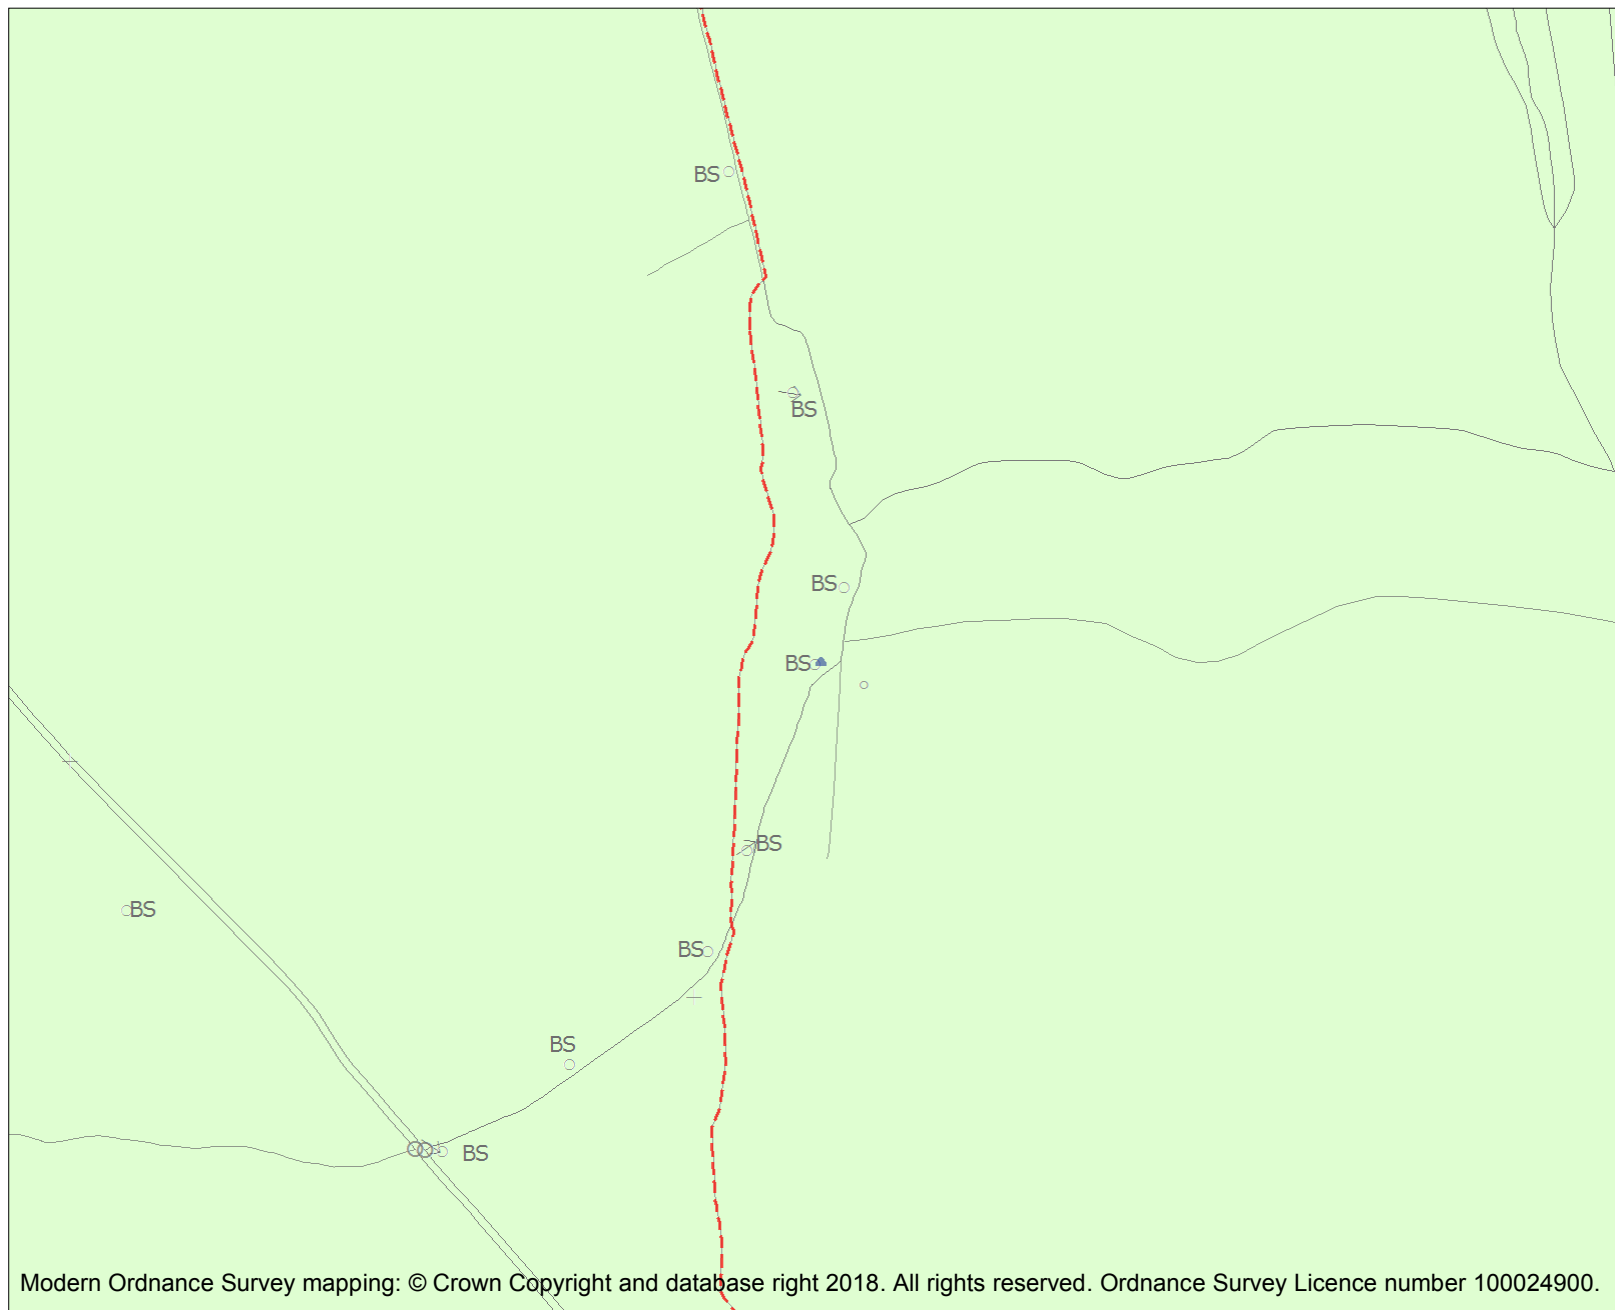 BS
BS
BS
BS
BS
BS
BS
BS
BS
Modern Ordnance Survey mapping: © Crown Copyright and database right 2018. All rights reserved. Ordnance Survey Licence number 100024900.